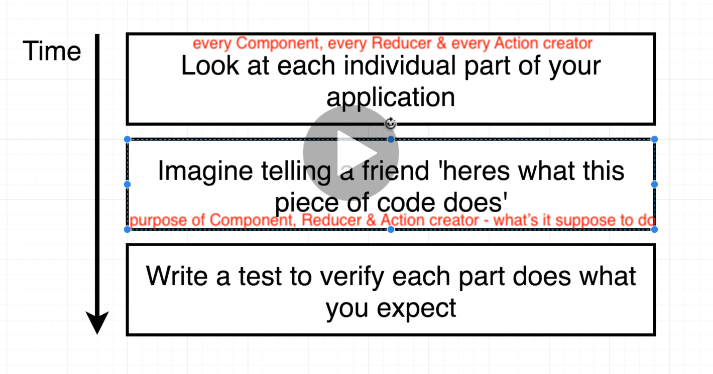 Time
every Component, every Reducer & every Action creator
Look at each individual part of your
application
Imagine telling a friend 'heres what this
piece of code does'
purpose of Component, Reducer & Action creator - what's it suppose to do
Write a test to verify each part does what
you expect